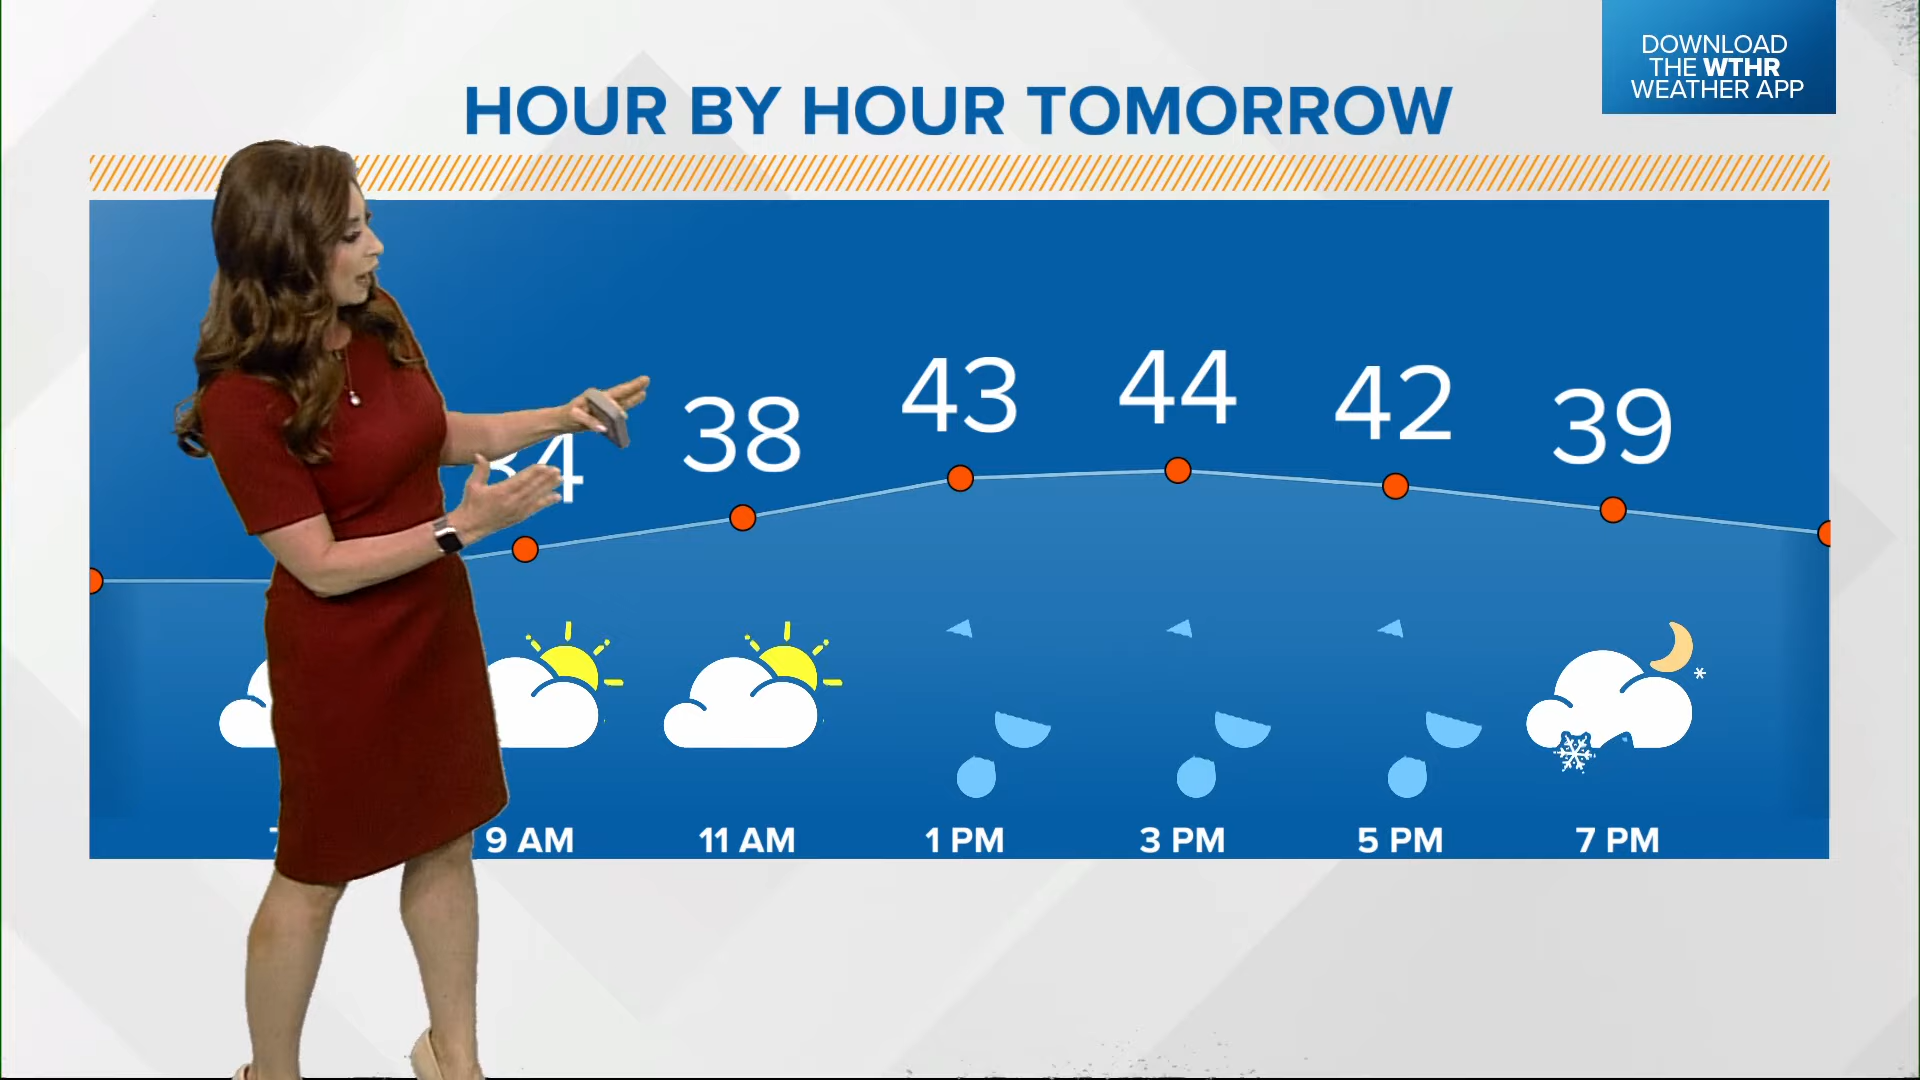 DOWNLOAD
THE WTHR
WEATHER APP
HOUR BY HOUR TOMORROW
34 38 43 44 42 39
9 AM 11 AM 1 PM 3 PM 5 PM 7 PM